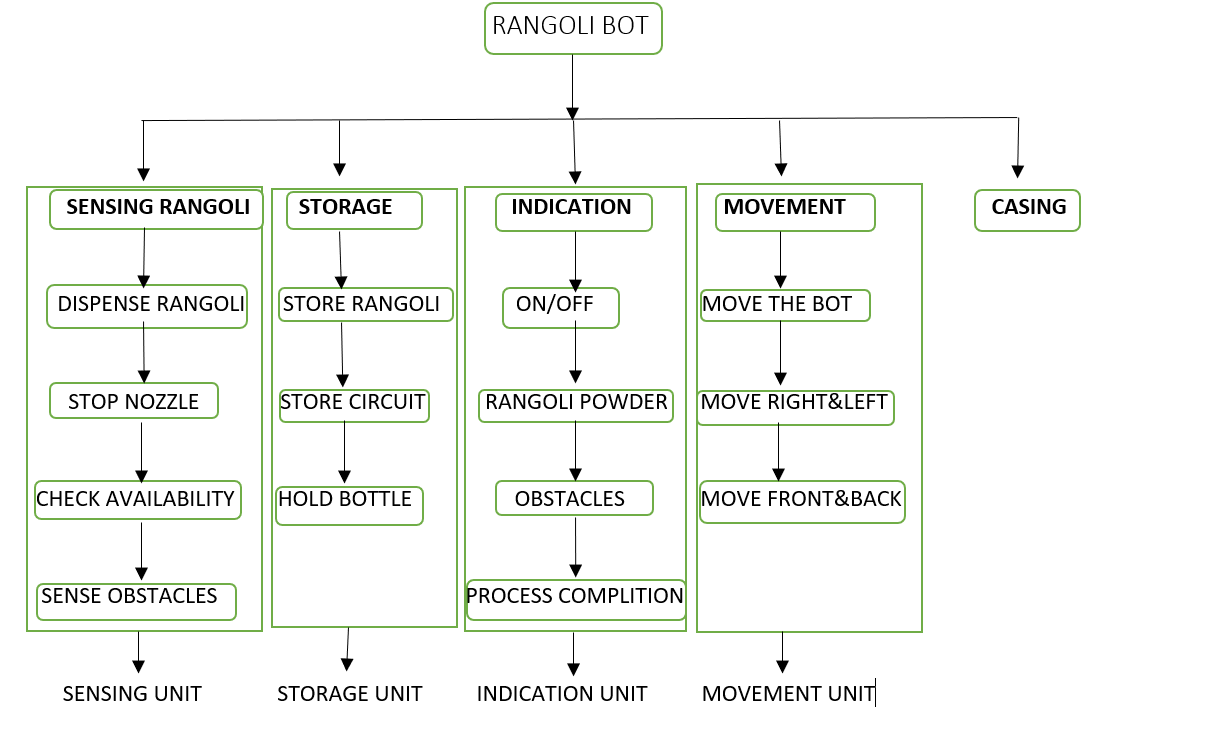 RANGOLI BOT
SENSING RANGOLI
DISPENSE RANGOLI
STOP NOZZLE
CHECK AVAILABILITY
SENSE OBSTACLES
SENSING UNIT
STORAGE
STORE RANGOLI
STORE CIRCUIT
HOLD BOTTLE
STORAGE UNIT
INDICATION
ON/OFF
RANGOLI POWDER
OBSTACLES
PROCESS COMPLITION
INDICATION UNIT
MOVEMENT
MOVE THE BOT
MOVE RIGHT&LEFT
MOVE FRONT&BACK
MOVEMENT UNIT
CASING